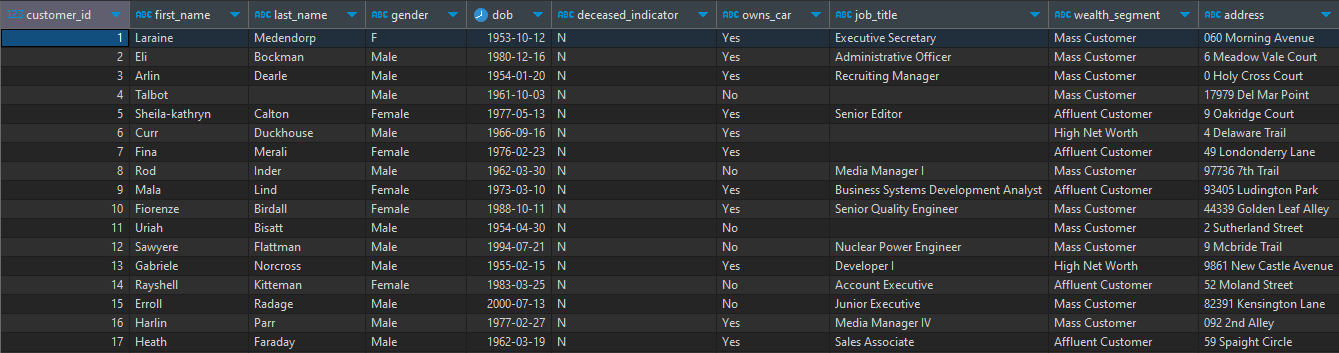 123 customer_id ABC first_name ABC last_name ABC gender dob ABC deceased_indicator ABC owns_car ABC job_title ABC wealth_segment ABC address
1 Laraine Medendorp F 1953-10-12 N Yes Executive Secretary Mass Customer 060 Morning Avenue
2 Eli Bockman Male 1980-12-16 N Yes Administrative Officer Mass Customer 6 Meadow Vale Court
3 Arlin Dearle Male 1954-01-20 N Yes Recruiting Manager Mass Customer 0 Holy Cross Court
4 Talbot Male 1961-10-03 N No Mass Customer 17979 Del Mar Point
5 Sheila-kathryn Calton Female 1977-05-13 N Yes Senior Editor Affluent Customer 9 Oakridge Court
6 Curr Duckhouse Male 1966-09-16 N Yes High Net Worth 4 Delaware Trail
7 Fina Merali Female 1976-02-23 N Yes Affluent Customer 49 Londonderry Lane
8 Rod Inder Male 1962-03-30 N No Media Manager I Mass Customer 97736 7th Trail
9 Mala Lind Female 1973-03-10 N Yes Business Systems Development Analyst Affluent Customer 93405 Ludington Park
10 Fiorenze Birdall Female 1988-10-11 N Yes Senior Quality Engineer Mass Customer 44339 Golden Leaf Alley
11 Uriah Bisatt Male 1954-04-30 N No Mass Customer 2 Sutherland Street
12 Sawyere Flattman Male 1994-07-21 N No Nuclear Power Engineer Mass Customer 9 Mcbride Trail
13 Gabriele Norcross Male 1955-02-15 N Yes Developer I High Net Worth 9861 New Castle Avenue
14 Rayshell Kitteman Female 1983-03-25 N No Account Executive Affluent Customer 52 Moland Street
15 Erroll Radage Male 2000-07-13 N No Junior Executive Mass Customer 82391 Kensington Lane
16 Harlin Parr Male 1977-02-27 N Yes Media Manager IV Mass Customer 092 2nd Alley
17 Heath Faraday Male 1962-03-19 N Yes Sales Associate Affluent Customer 59 Spaight Circle